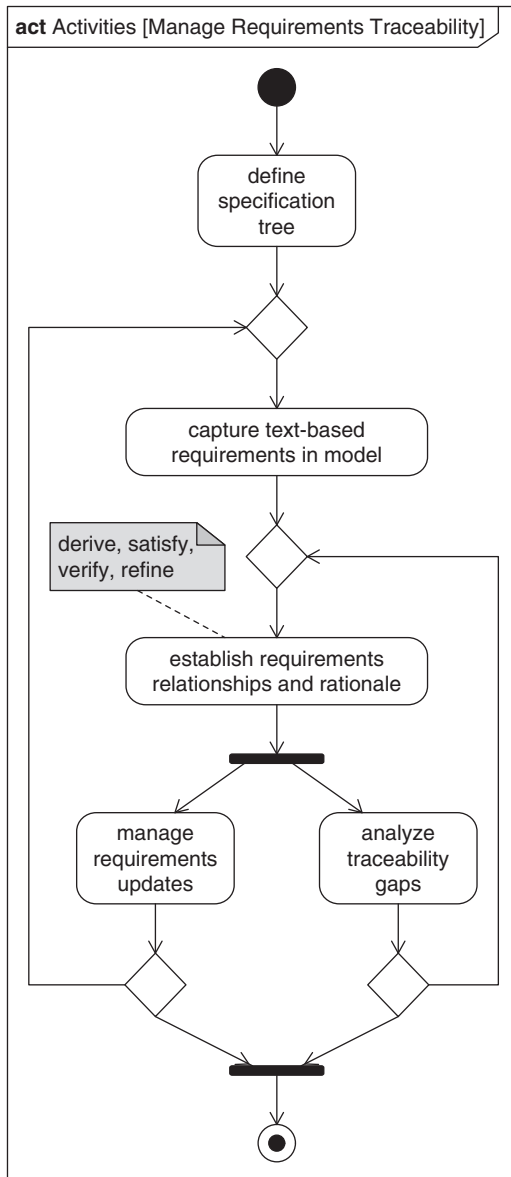 act Activities [Manage Requirements Traceability]
define
specification
tree
capture text-based
requirements in model
derive, satisfy,
verify, refine
establish requirements
relationships and rationale
manage
requirements
updates
analyze
traceability
gaps